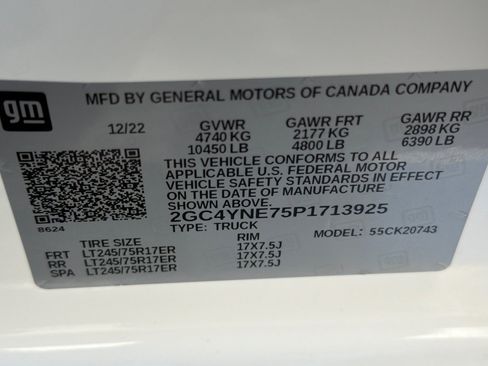 gm
MFD BY GENERAL MOTORS OF CANADA COMPANY
12/22 GVWR GAWR FRT GAWR RR
4740 KG 2177 KG 2898 KG
10450 LB 4800 LB 6390 LB
THIS VEHICLE CONFORMS TO ALL
APPLICABLE U.S. FEDERAL MOTOR
VEHICLE SAFETY STANDARDS IN EFFECT
ON THE DATE OF MANUFACTURE
SHOWN ABOVE.
2GC4YNE75P1713925
8624 TYPE: TRUCK MODEL: 55CK20743
TIRE SIZE RIM
FRT LT245/75R17ER 17X7.5J
RR LT245/75R17ER 17X7.5J
SPA LT245/75R17ER 17X7.5J